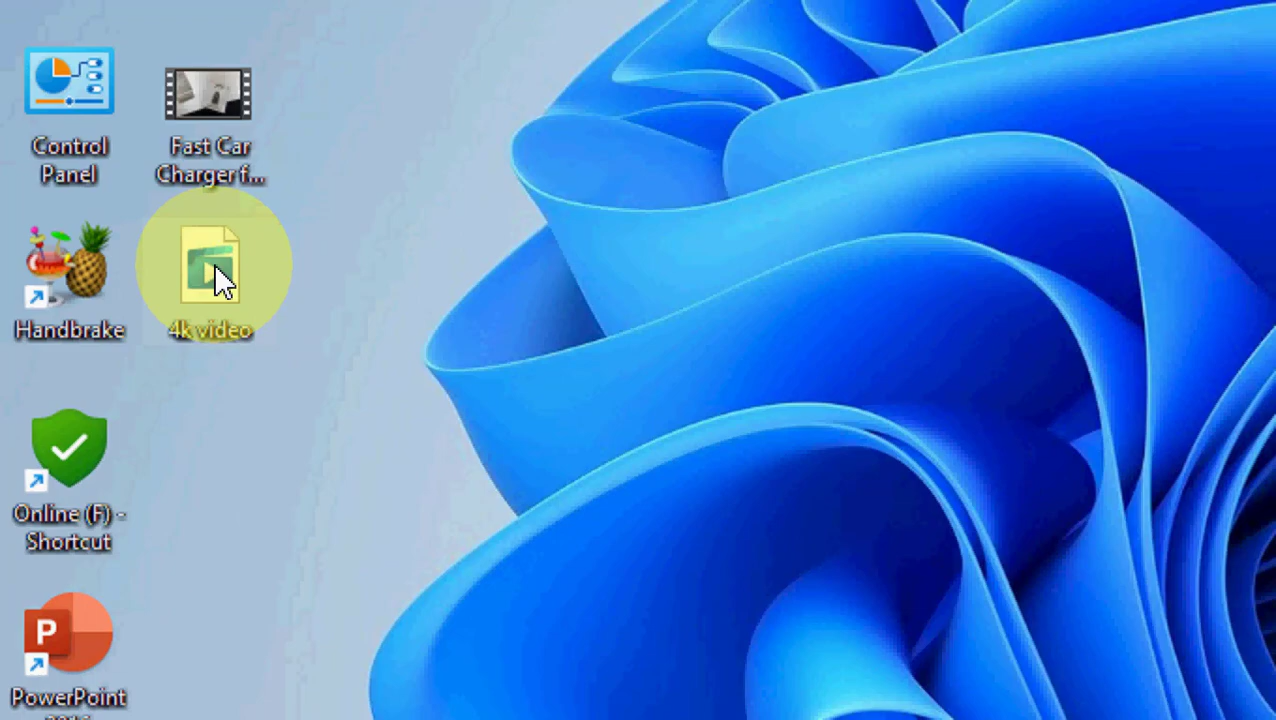 Control
Panel
Fast Car
Charger f...
Handbrake
4k video
Online (F) -
Shortcut
P
PowerPoint